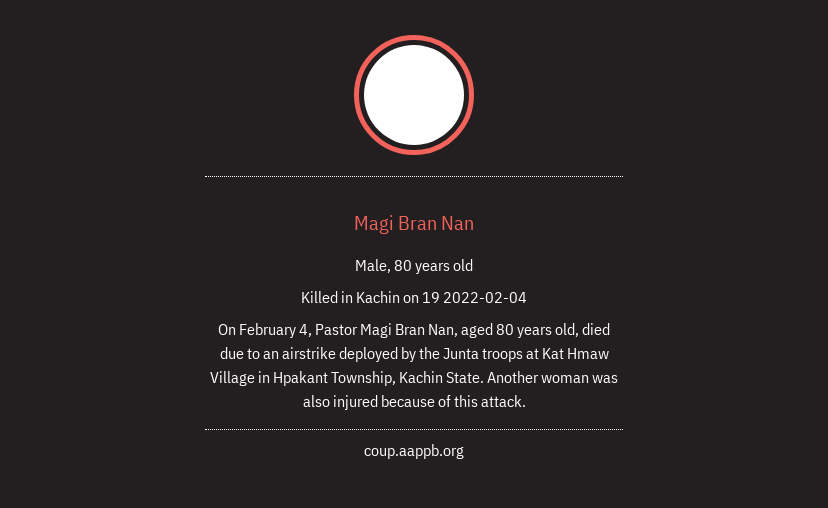 Magi Bran Nan
Male, 80 years old
Killed in Kachin on 19 2022-02-04
On February 4, Pastor Magi Bran Nan, aged 80 years old, died
due to an airstrike deployed by the Junta troops at Kat Hmaw
Village in Hpakant Township, Kachin State. Another woman was
also injured because of this attack.
coup.aappb.org